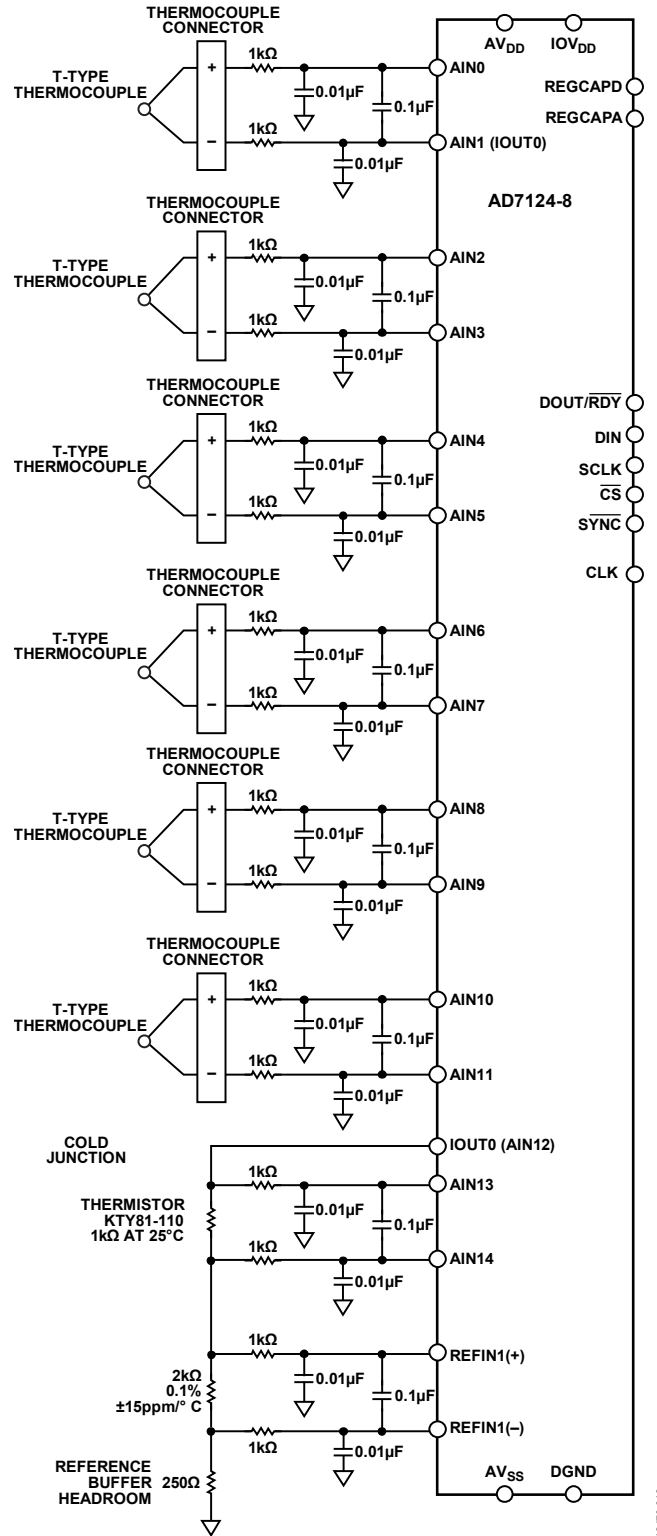 THERMOCOUPLE
CONNECTOR
T-TYPE
THERMOCOUPLE
+
−
1kΩ
0.01µF
0.1µF
1kΩ
0.01µF
AIN0
AIN1 (IOUT0)
AV_DD
IOV_DD
REGCAPD
REGCAPA
AD7124-8
THERMOCOUPLE
CONNECTOR
T-TYPE
THERMOCOUPLE
+
−
1kΩ
0.01µF
0.1µF
1kΩ
0.01µF
AIN2
AIN3
THERMOCOUPLE
CONNECTOR
T-TYPE
THERMOCOUPLE
+
−
1kΩ
0.01µF
0.1µF
1kΩ
0.01µF
AIN4
AIN5
DOUT/RDY
DIN
SCLK
CS
SYNC
CLK
THERMOCOUPLE
CONNECTOR
T-TYPE
THERMOCOUPLE
+
−
1kΩ
0.01µF
0.1µF
1kΩ
0.01µF
AIN6
AIN7
THERMOCOUPLE
CONNECTOR
T-TYPE
THERMOCOUPLE
+
−
1kΩ
0.01µF
0.1µF
1kΩ
0.01µF
AIN8
AIN9
THERMOCOUPLE
CONNECTOR
T-TYPE
THERMOCOUPLE
+
−
1kΩ
0.01µF
0.1µF
1kΩ
0.01µF
AIN10
AIN11
COLD
JUNCTION
IOUT0 (AIN12)
THERMISTOR
KTY81-110
1kΩ AT 25°C
1kΩ
0.01µF
0.1µF
1kΩ
0.01µF
AIN13
AIN14
2kΩ
0.1%
±15ppm/° C
1kΩ
0.01µF
0.1µF
1kΩ
0.01µF
REFIN1(+)
REFIN1(−)
REFERENCE
BUFFER
HEADROOM
250Ω
AV_SS
DGND